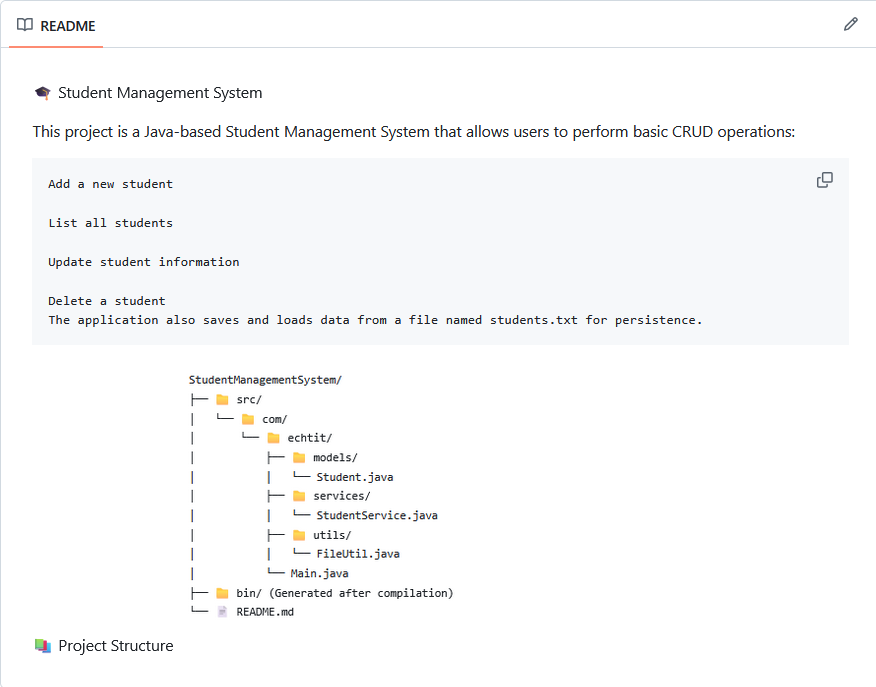 README
🎓 Student Management System
This project is a Java-based Student Management System that allows users to perform basic CRUD operations:
Add a new student
List all students
Update student information
Delete a student
The application also saves and loads data from a file named students.txt for persistence.
StudentManagementSystem/
├── 📁 src/
│   └── 📁 com/
│       └── 📁 echtit/
│           ├── 📁 models/
│           │   └── Student.java
│           ├── 📁 services/
│           │   └── StudentService.java
│           ├── 📁 utils/
│           │   └── FileUtil.java
│           └── Main.java
├── 📁 bin/ (Generated after compilation)
└── 📄 README.md
📚 Project Structure